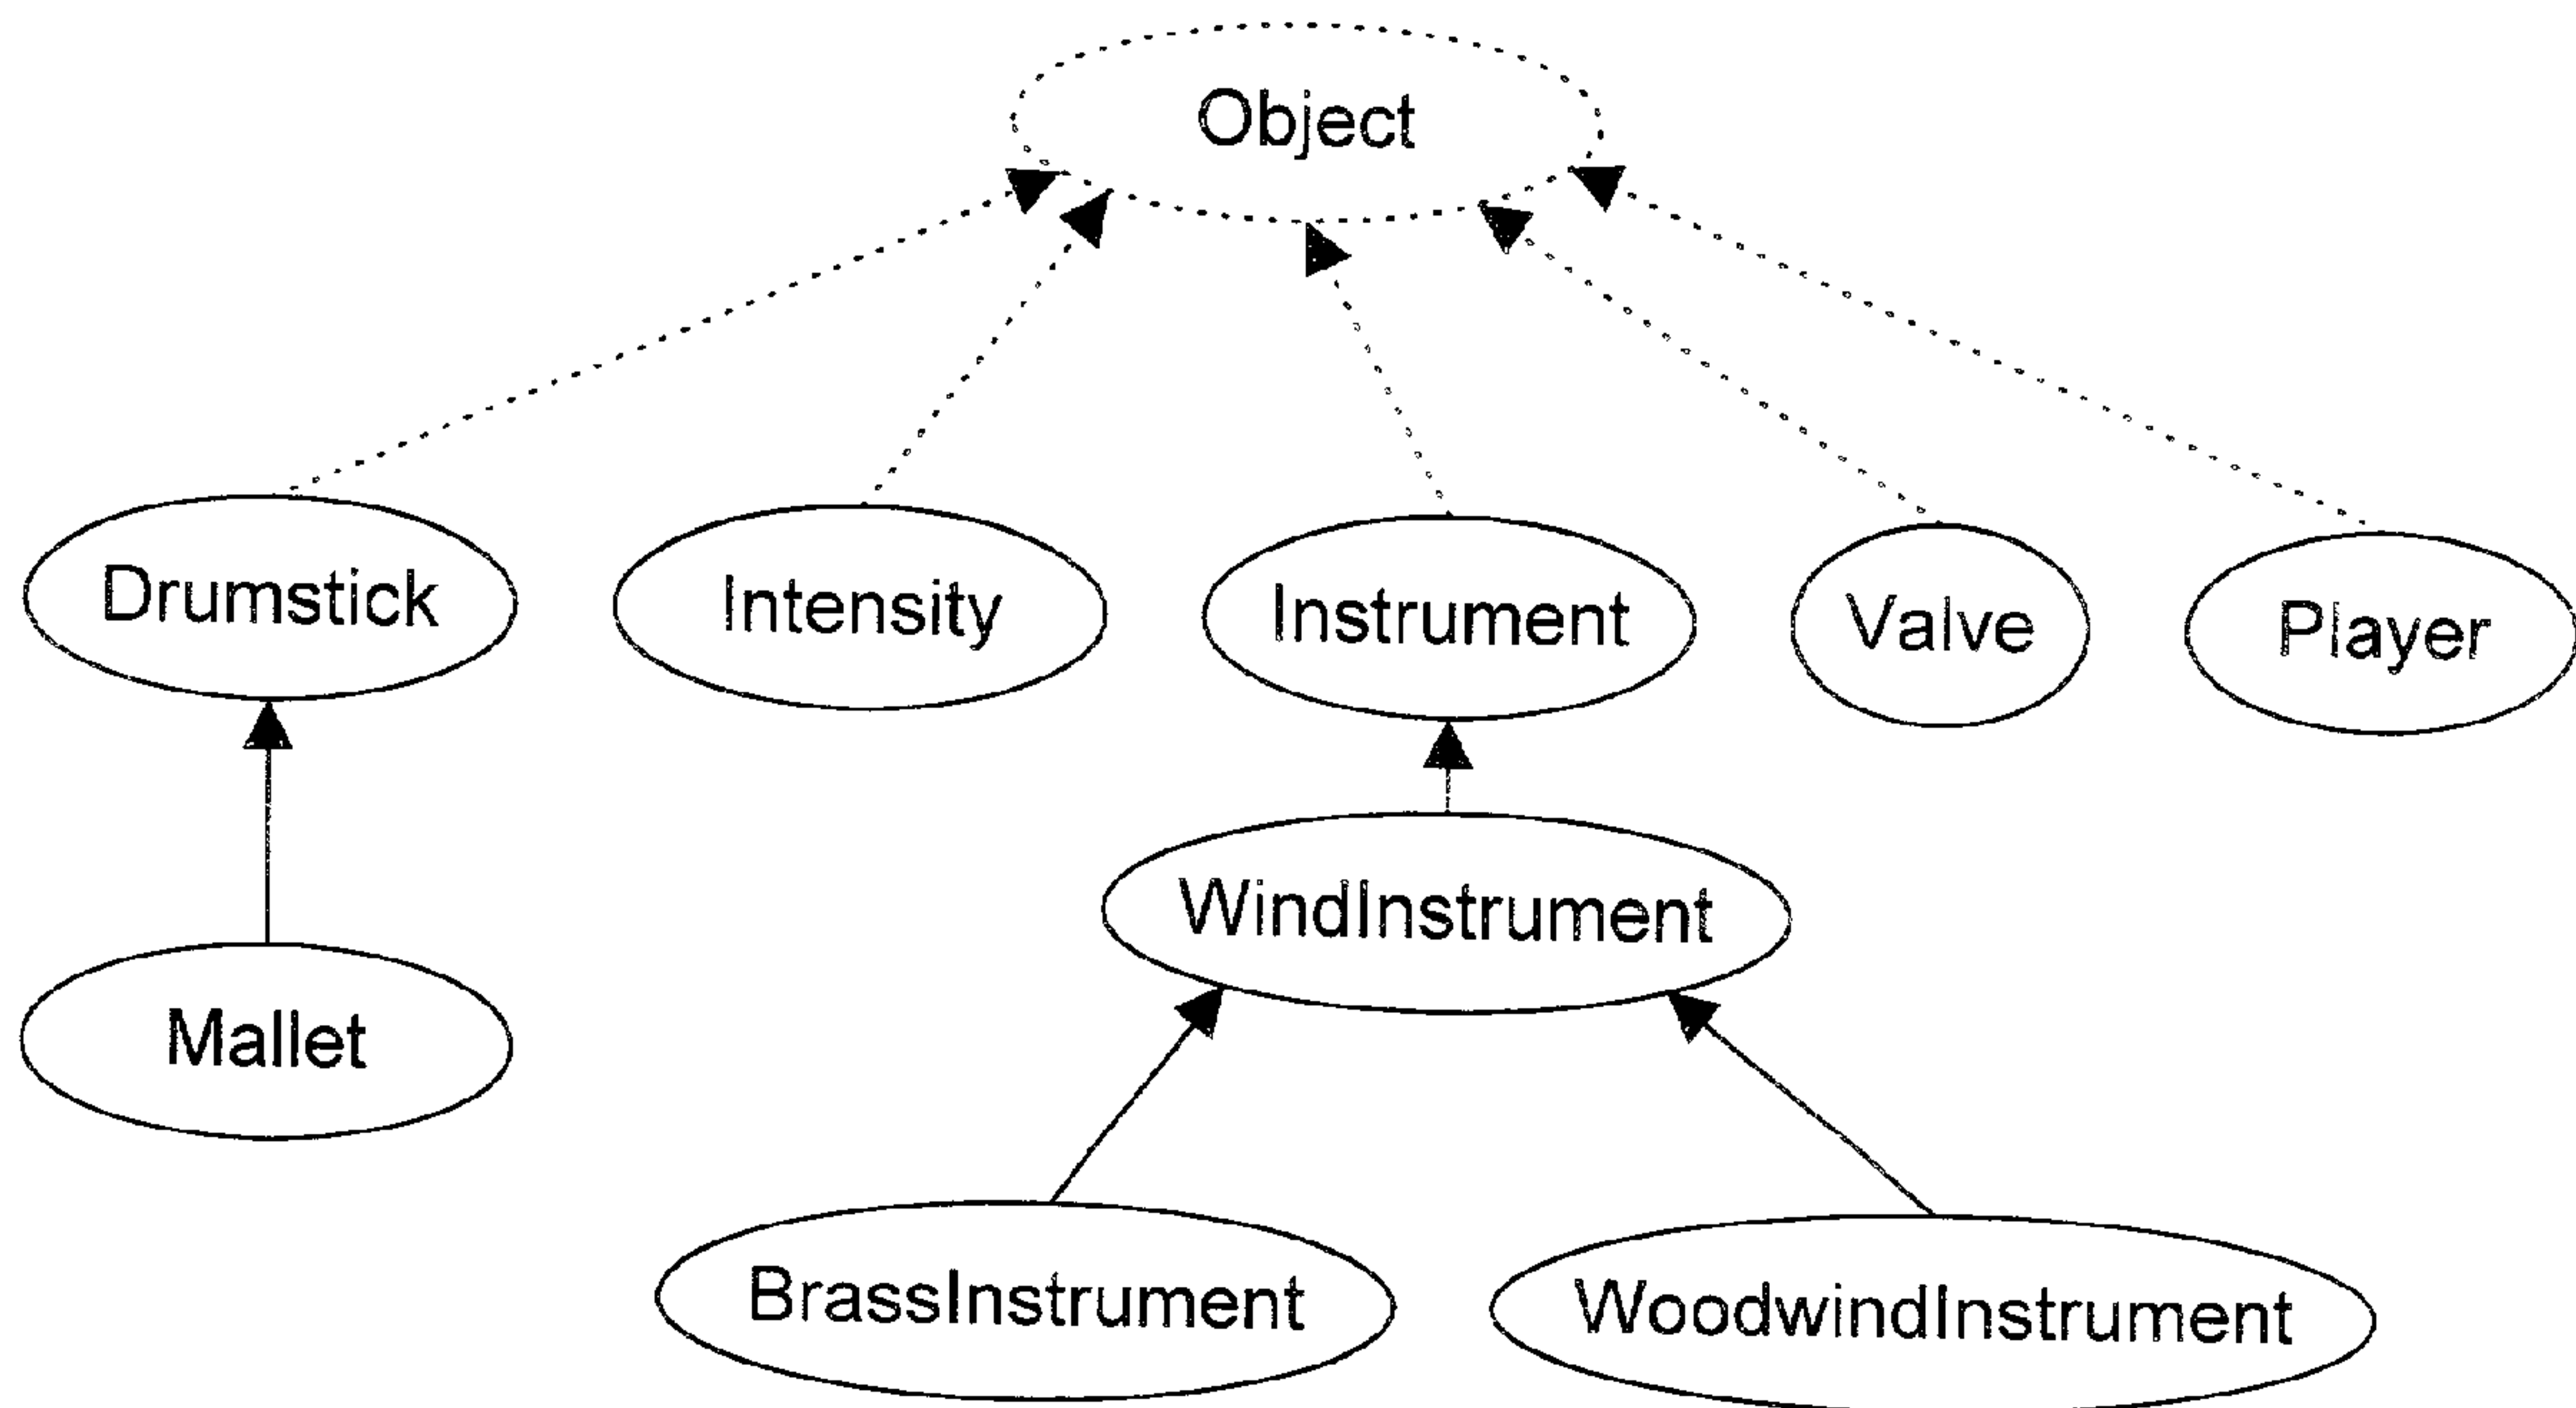 Object
Drumstick
Intensity
Instrument
Valve
Player
WindInstrument
Mallet
BrassInstrument
WoodwindInstrument